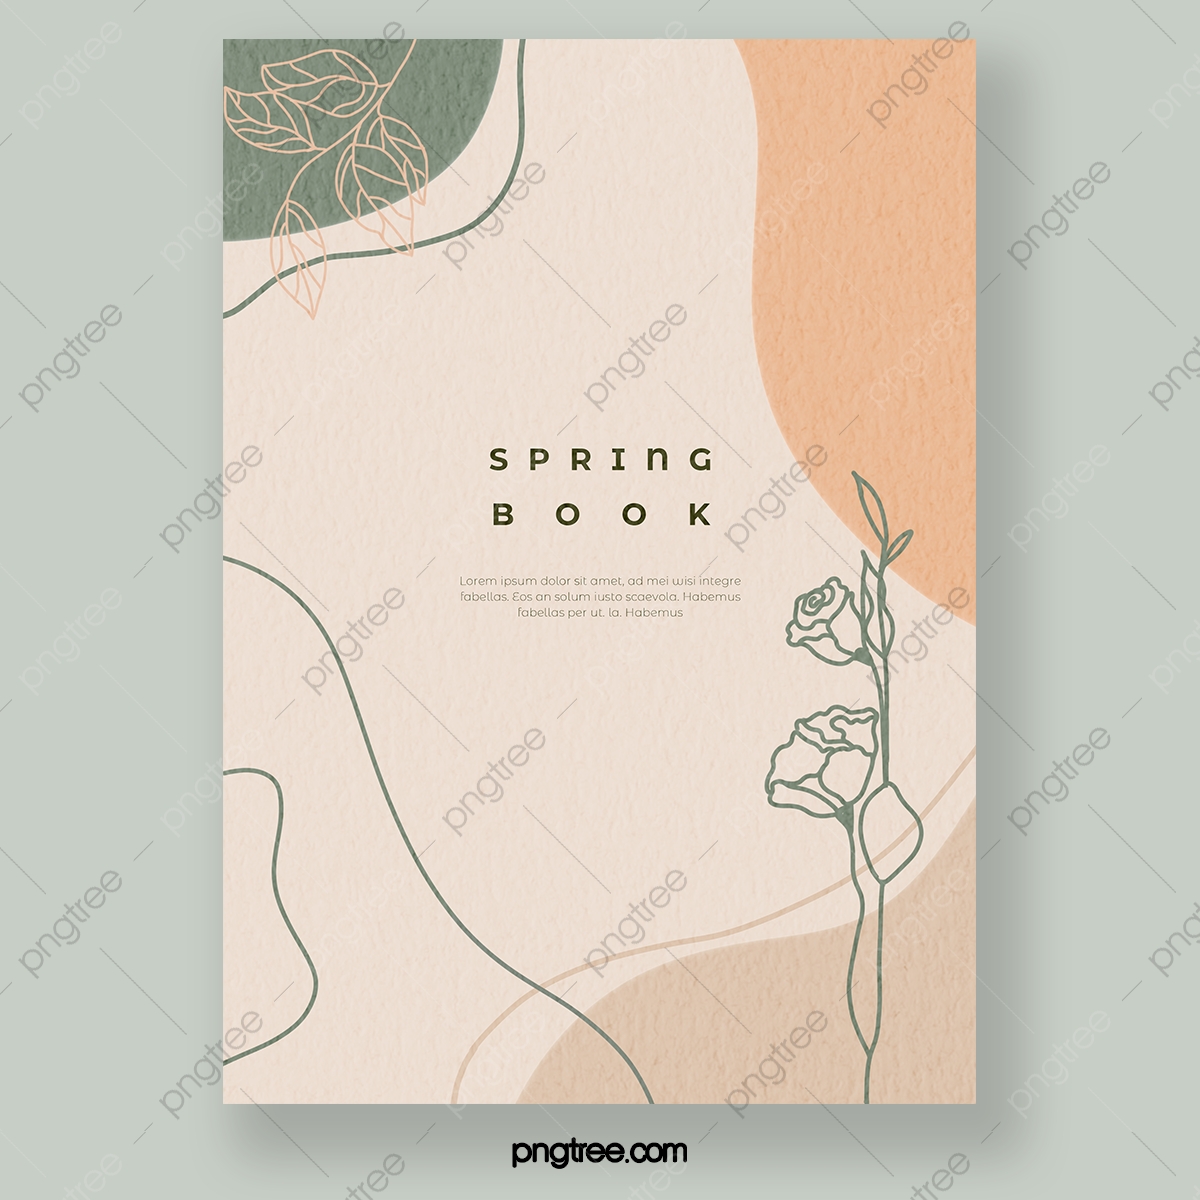 SPRING
BOOK
Lorem ipsum dolor sit amet, ad mei wisi integre
fabellas. Eos an solum iusto scaevola. Habemus
fabellas per ut. la. Habemus
pngtree.com
pngtree